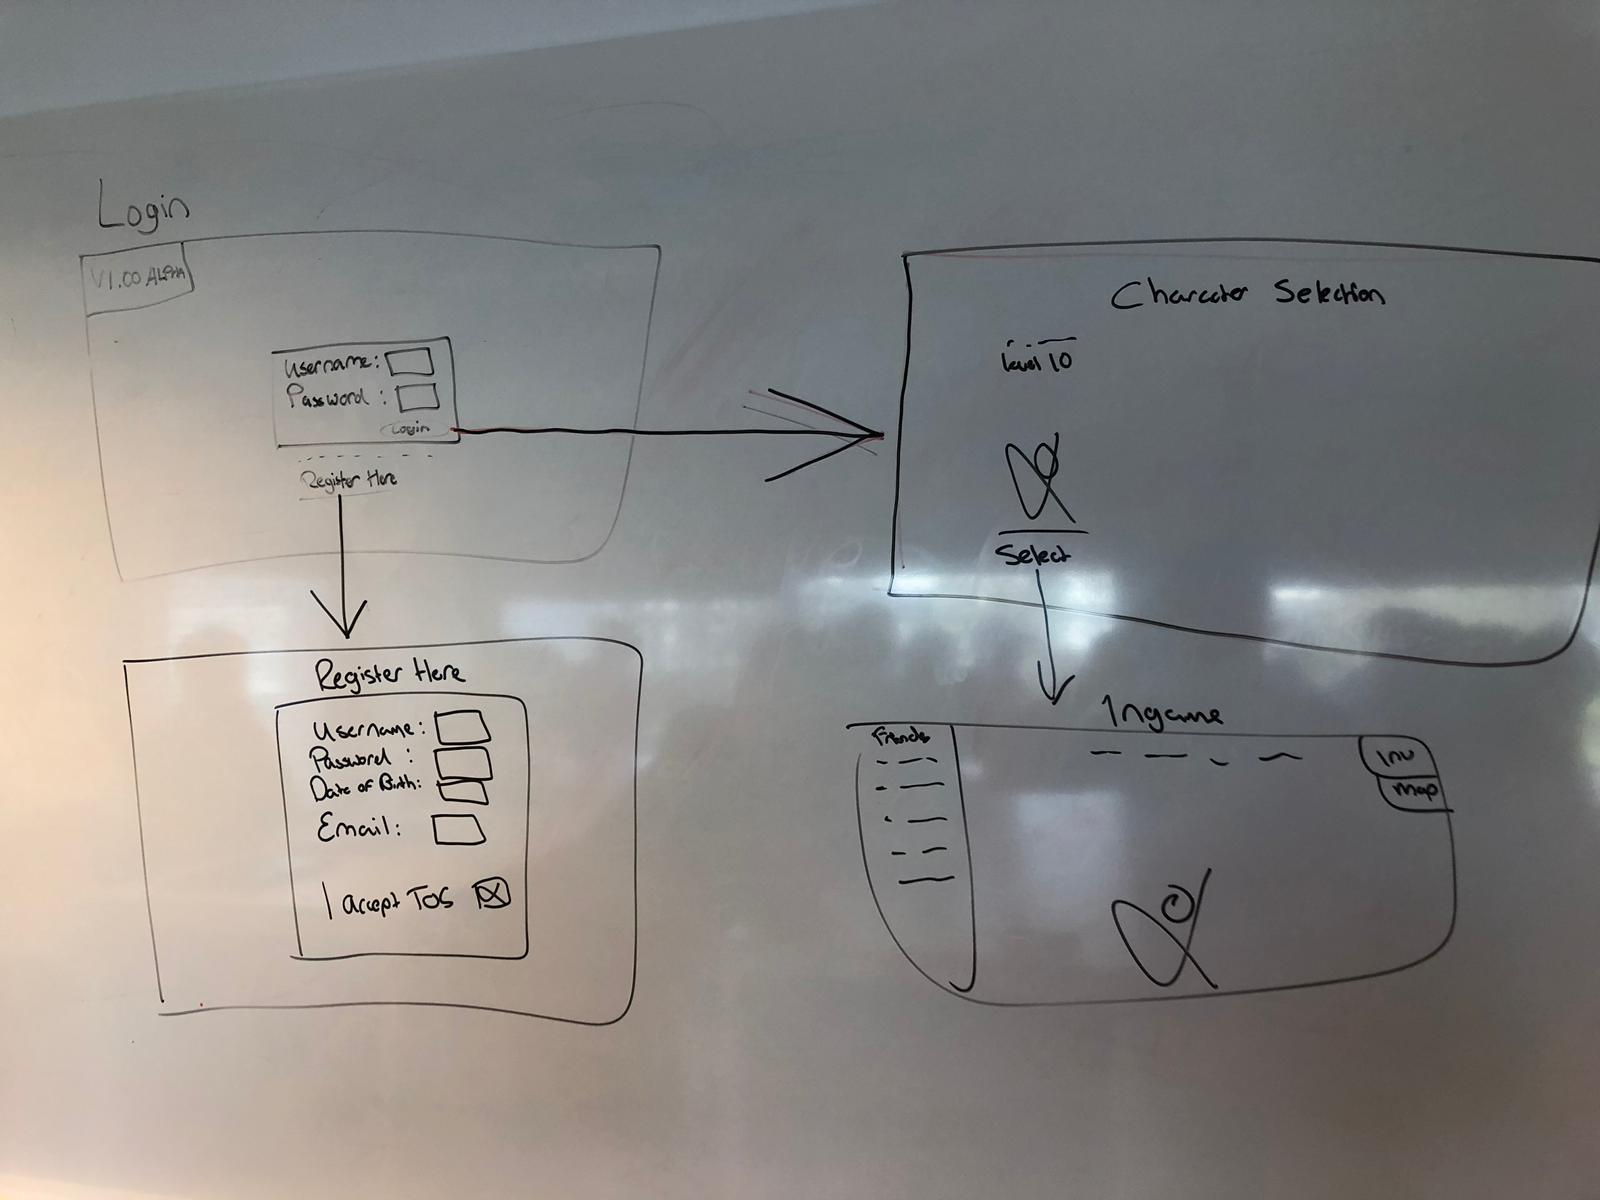 Login
V1.00 ALPHA
Username:
Password :
Login
Register Here
Character Selection
level 10
Select
Register Here
Username:
Password :
Date of Birth:
Email:
I accept TOS
Ingame
Friends
Inv
map